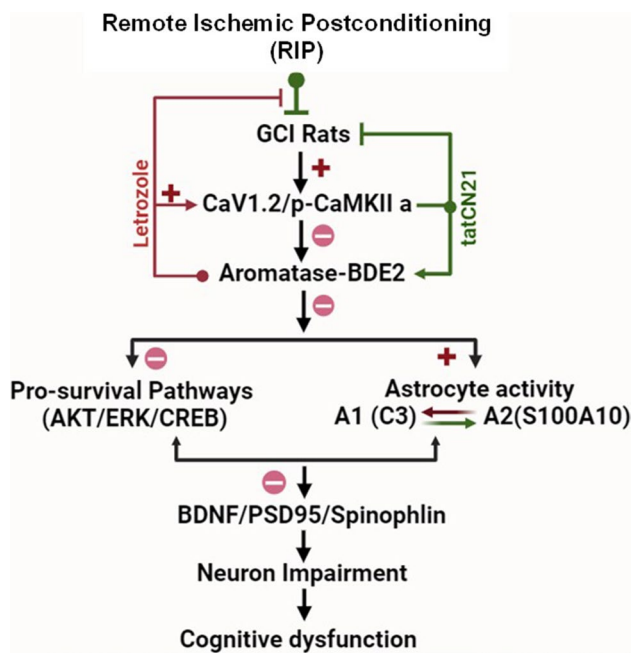 Remote Ischemic Postconditioning
(RIP)
GCI Rats
+
Letrozole
+
CaV1.2/p-CaMKII a
tatCN21
−
Aromatase-BDE2
−
−
+
Pro-survival Pathways
(AKT/ERK/CREB)
Astrocyte activity
A1 (C3) A2(S100A10)
−
BDNF/PSD95/Spinophlin
Neuron Impairment
Cognitive dysfunction